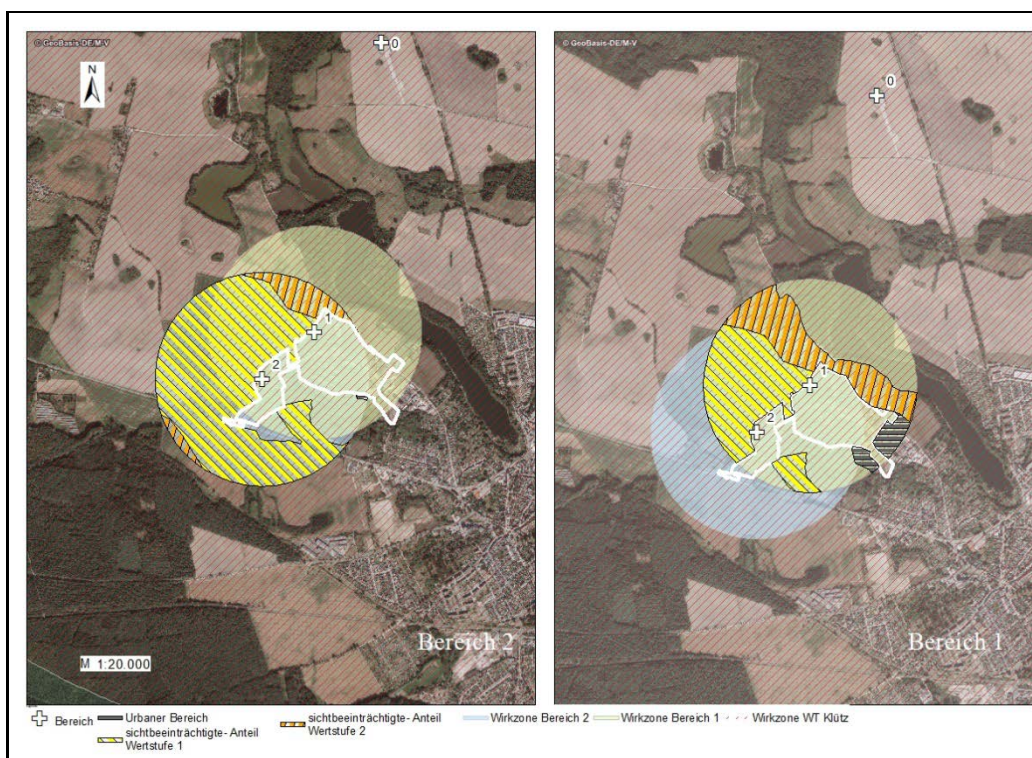 © GeoBasis-DE/M-V
N
0
1
2
Bereich 2
M 1:20.000
© GeoBasis-DE/M-V
0
1
2
Bereich 1
Bereich
Urbaner Bereich
sichtbeeinträchtigte- Anteil
Wertstufe 1
sichtbeeinträchtigte- Anteil
Wertstufe 2
Wirkzone Bereich 2
Wirkzone Bereich 1
Wirkzone WT Klütz